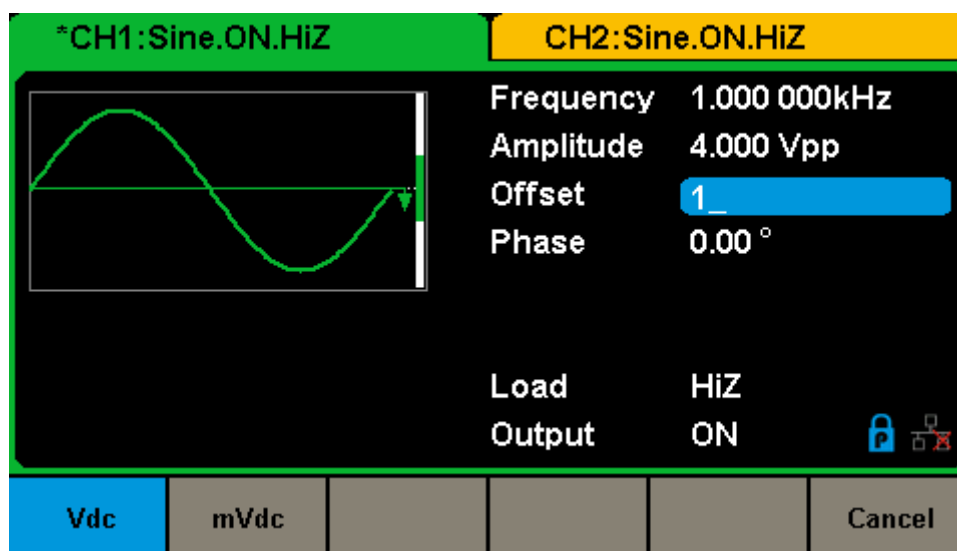 *CH1:Sine.ON.HiZ
CH2:Sine.ON.HiZ
Frequency 1.000 000kHz
Amplitude 4.000 Vpp
Offset 1_
Phase 0.00 °
Load HiZ
Output ON
P
Vdc mVdc Cancel